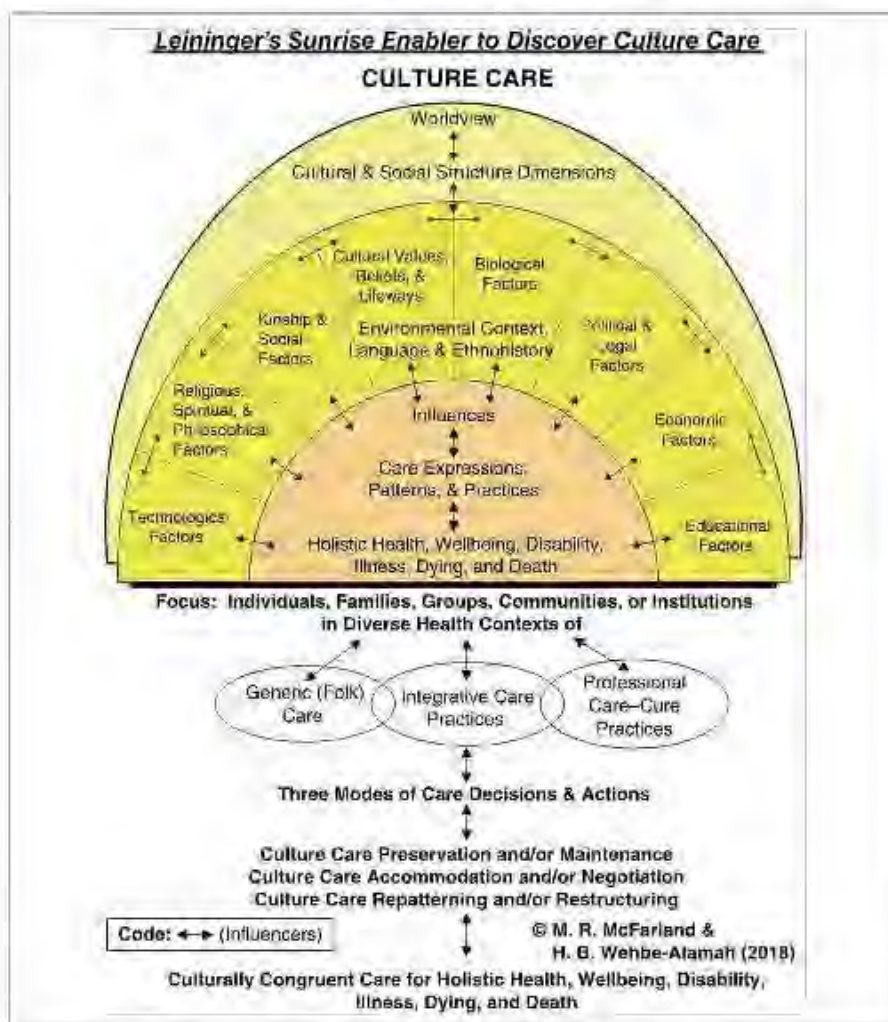 Leininger's Sunrise Enabler to Discover Culture Care
CULTURE CARE
Worldview
Cultural & Social Structure Dimensions
Cultural Values,
Beliefs, &
Lifeways
Biological
Factors
Kinship &
Social
Factors
Environmental Context,
Language & Ethnohistory
Political &
Legal
Factors
Religious,
Spiritual, &
Philosophical
Factors
Economic
Factors
Technological
Factors
Educational
Factors
Influences
Care Expressions,
Patterns, & Practices
Holistic Health, Wellbeing, Disability,
Illness, Dying, and Death
Focus: Individuals, Families, Groups, Communities, or Institutions
in Diverse Health Contexts of
Generic (Folk)
Care
Integrative Care
Practices
Professional
Care–Cure
Practices
Three Modes of Care Decisions & Actions
Culture Care Preservation and/or Maintenance
Culture Care Accommodation and/or Negotiation
Culture Care Repatterning and/or Restructuring
Code: ↔ (Influencers)
© M. R. McFarland &
H. B. Wehbe-Alamah (2018)
Culturally Congruent Care for Holistic Health, Wellbeing, Disability,
Illness, Dying, and Death